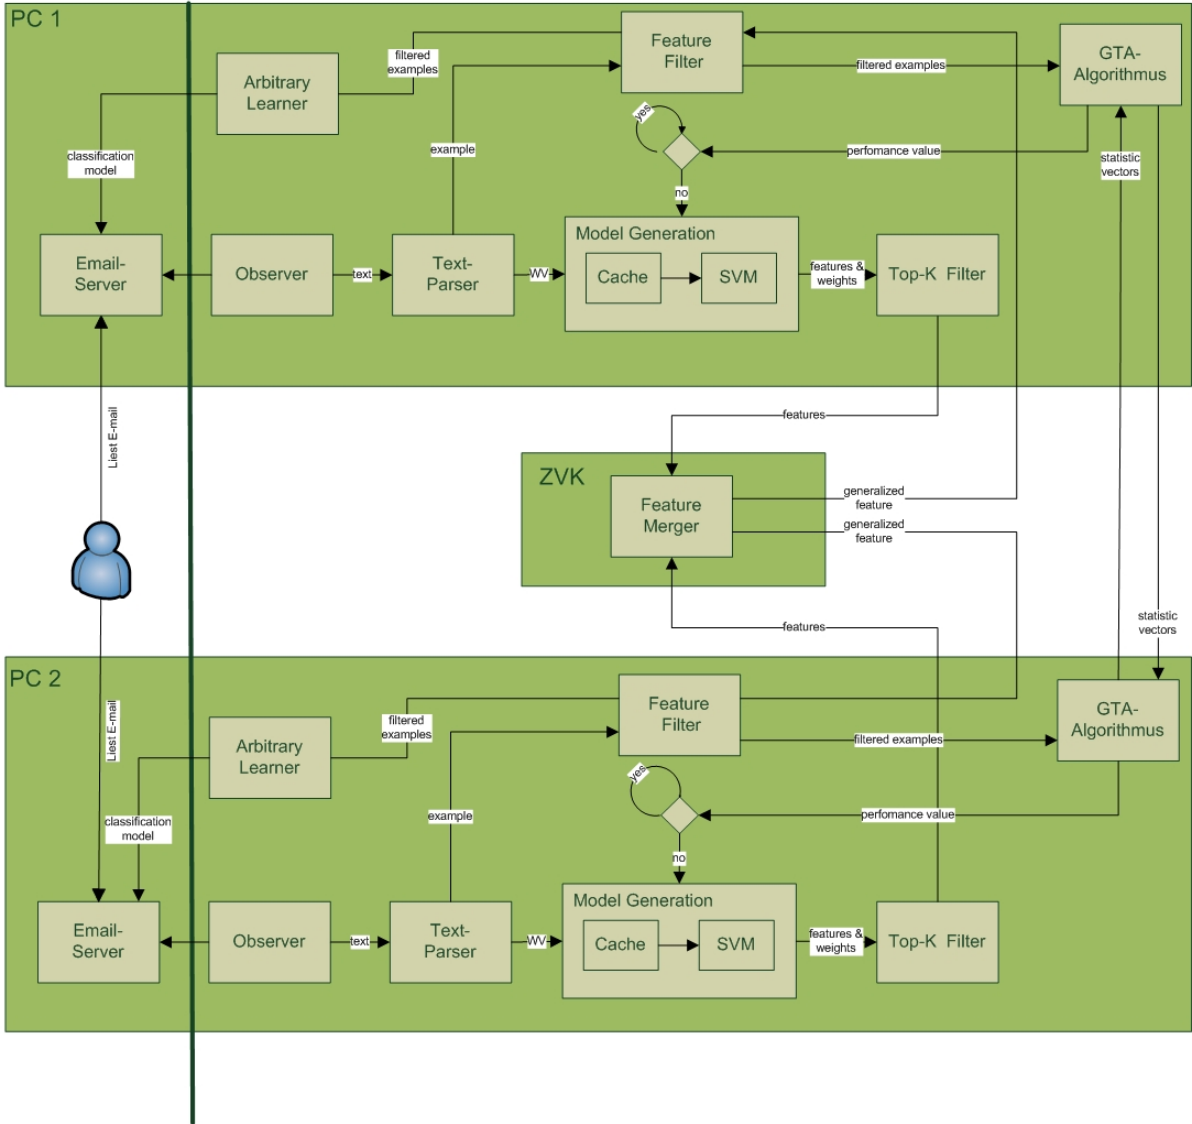 PC 1
Feature
Filter
GTA-
Algorithmus
filtered
examples
filtered examples
Arbitrary
Learner
yes
example
perfomance value
classification
model
statistic
vectors
no
Model Generation
Email-
Server
Observer
text
Text-
Parser
WV
Cache
SVM
features &
weights
Top-K Filter
features
Liest E-mail
ZVK
Feature
Merger
generalized
feature
generalized
feature
features
statistic
vectors
PC 2
Feature
Filter
GTA-
Algorithmus
filtered
examples
filtered examples
Liest E-mail
Arbitrary
Learner
yes
example
perfomance value
classification
model
no
Model Generation
Email-
Server
Observer
text
Text-
Parser
WV
Cache
SVM
features &
weights
Top-K Filter